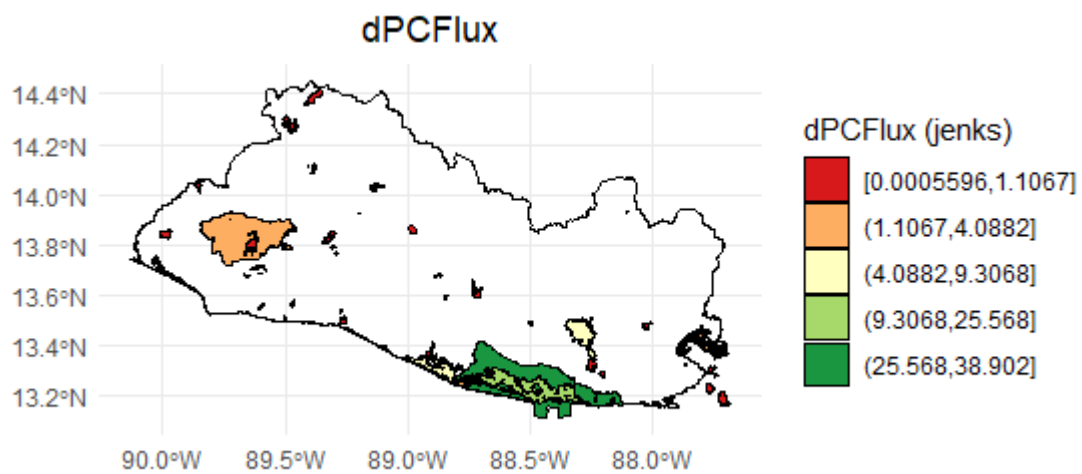 dPCFlux
14.4°N
14.2°N
14.0°N
13.8°N
13.6°N
13.4°N
13.2°N
90.0°W 89.5°W 89.0°W 88.5°W 88.0°W
dPCFlux (jenks)
[0.0005596,1.1067]
(1.1067,4.0882]
(4.0882,9.3068]
(9.3068,25.568]
(25.568,38.902]